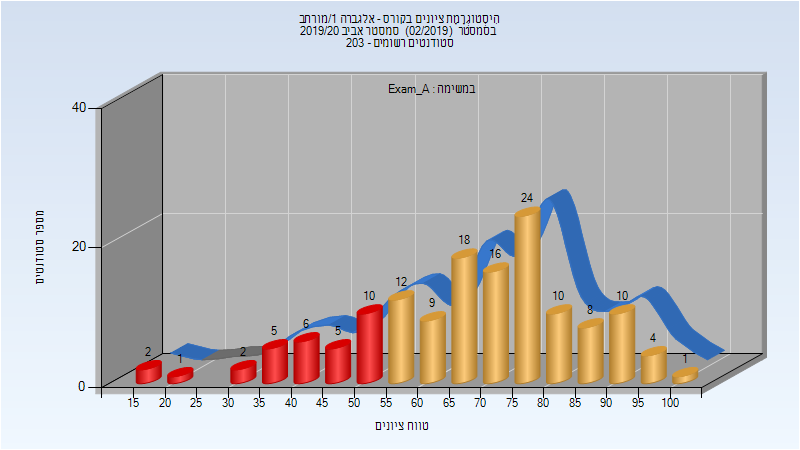 היסטוגרמת ציונים בקורס - אלגברה 1/מורחב
בסמסטר (02/2019) סמסטר אביב 2019/20
סטודנטים רשומים - 203
במשימה : Exam_A
מספר סטודנטים
40
20
0
2 1 2 5 6 5 10 12 9 18 16 24 10 8 10 4 1
15 20 25 30 35 40 45 50 55 60 65 70 75 80 85 90 95 100
טווח ציונים